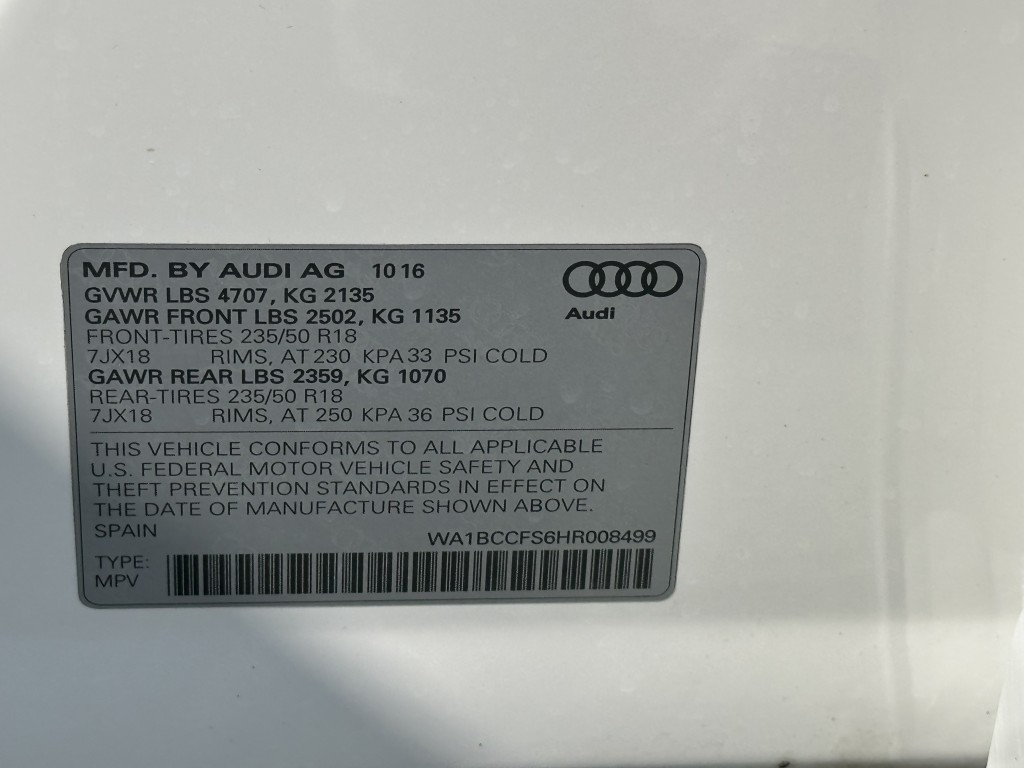 MFD. BY AUDI AG 10 16
GVWR LBS 4707, KG 2135
GAWR FRONT LBS 2502, KG 1135
FRONT-TIRES 235/50 R18
7JX18 RIMS, AT 230 KPA 33 PSI COLD
GAWR REAR LBS 2359, KG 1070
REAR-TIRES 235/50 R18
7JX18 RIMS, AT 250 KPA 36 PSI COLD
Audi
THIS VEHICLE CONFORMS TO ALL APPLICABLE
U.S. FEDERAL MOTOR VEHICLE SAFETY AND
THEFT PREVENTION STANDARDS IN EFFECT ON
THE DATE OF MANUFACTURE SHOWN ABOVE.
SPAIN WA1BCCFS6HR008499
TYPE:
MPV